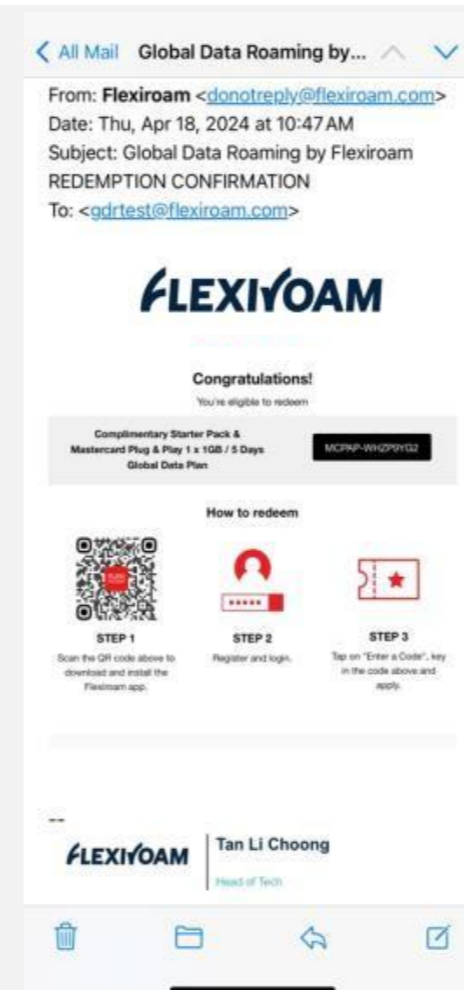 All Mail Global Data Roaming by...
From: Flexiroam <donotreply@flexiroam.com>
Date: Thu, Apr 18, 2024 at 10:47 AM
Subject: Global Data Roaming by Flexiroam
REDEMPTION CONFIRMATION
To: <gdrtest@flexiroam.com>
FLEXIROAM
Congratulations!
You're eligible to redeem
Complimentary Starter Pack &
Mastercard Plug & Play 1 x 1GB / 5 Days
Global Data Plan
MCPAP-WHZP9YG2
How to redeem
STEP 1
Scan the QR code above to
download and install the
Flexiroam app.
STEP 2
Register and login.
STEP 3
Tap on "Enter a Code", key
in the code above and
apply.
--
FLEXIROAM
Tan Li Choong
Head of Tech